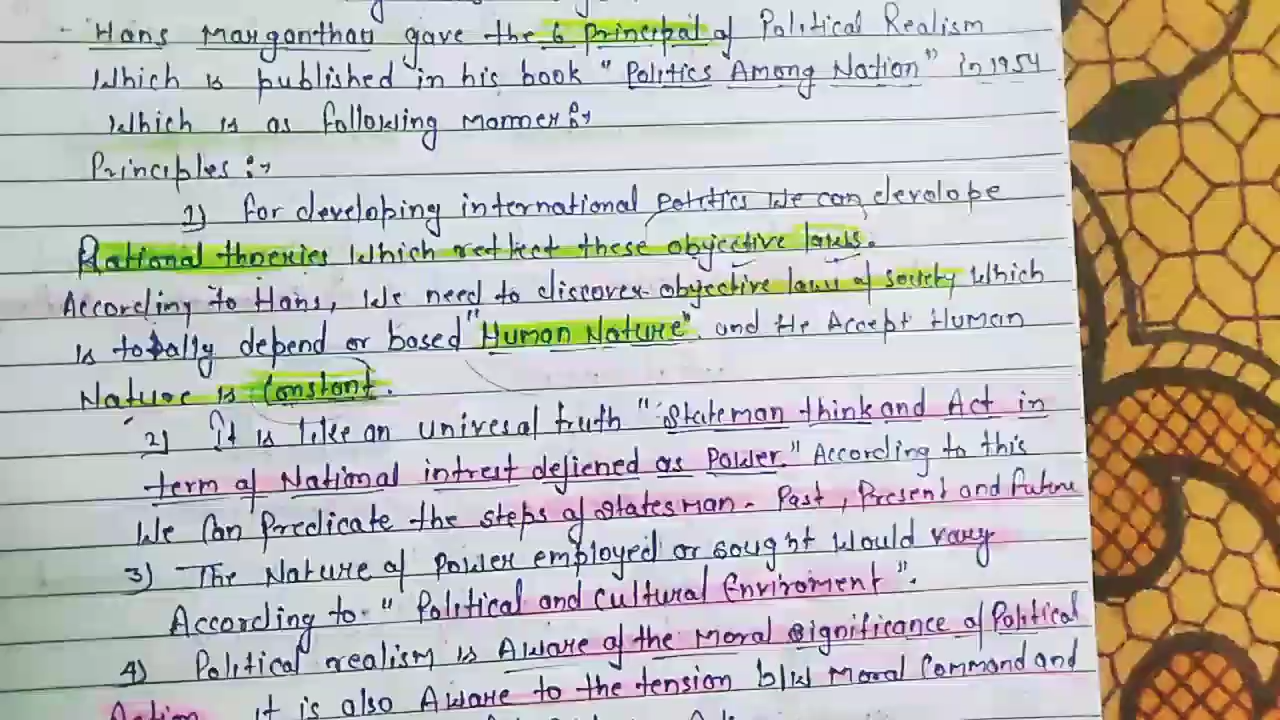 - Hans Marganthau gave the 6 principal of Political Realism
Which is published in his book "Politics Among Nation" in 1954
Which is as following manner:-
Principles :-
1) for developing international politics We can develope
Rational theories Which reflect these objective laws.
According to Hans, We need to discover objective law of society Which
is totally depend or based "Human Nature". and He Accept Human
Nature is Constant.
2) It is like an univesal truth "Stateman think and Act in
term of National intrest defiened as Power." According to this
We Can Predicate the steps of statesman - Past, Present and future
3) The Nature of Power employed or sought Would vary
According to "Political and cultural Enviroment".
4) Political realism is Aware of the moral significance of Political
Action. it is also Aware to the tension b/w Moral Command and